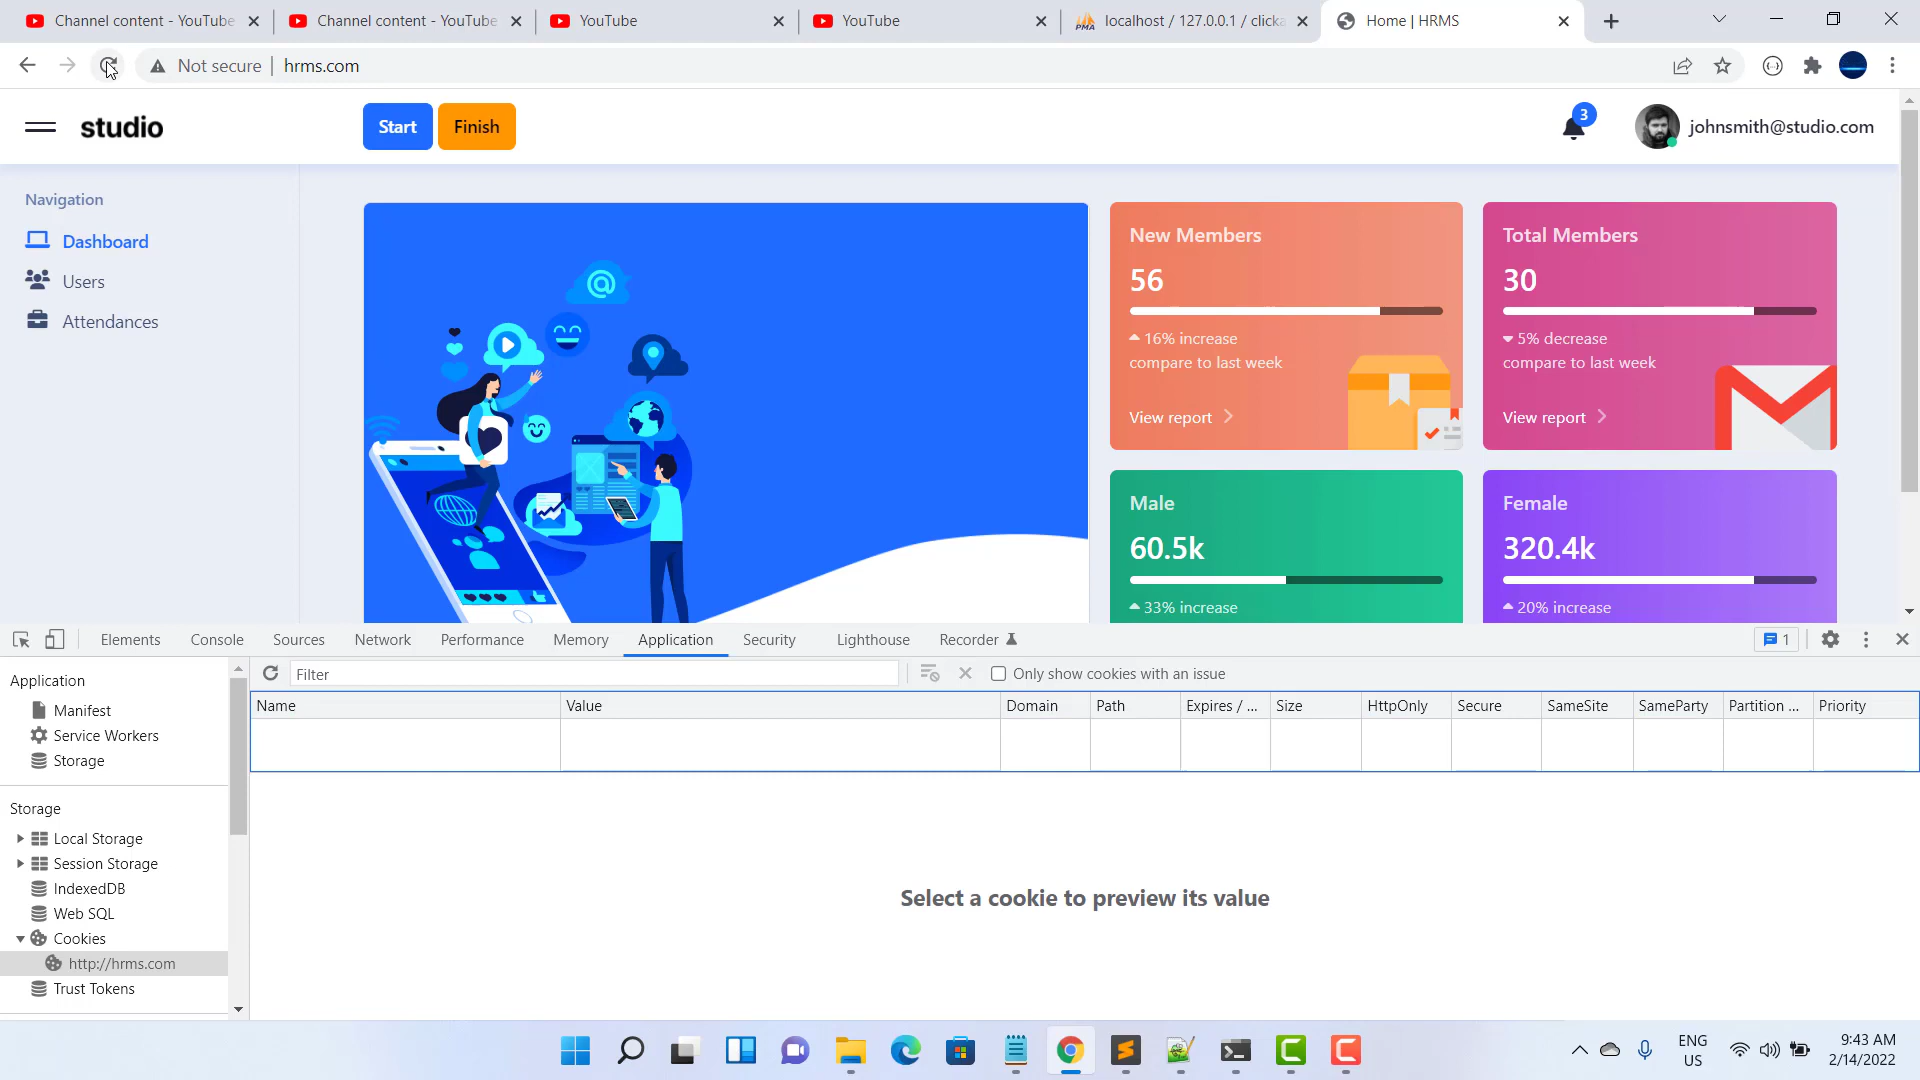 Channel content - YouTube
Channel content - YouTube
YouTube
YouTube
localhost / 127.0.0.1 / clicka
Home | HRMS
Not secure
hrms.com
studio
Start
Finish
3
johnsmith@studio.com
Navigation
Dashboard
Users
Attendances
New Members
56
16% increase
compare to last week
View report
Total Members
30
5% decrease
compare to last week
View report
Male
60.5k
33% increase
Female
320.4k
20% increase
Elements
Console
Sources
Network
Performance
Memory
Application
Security
Lighthouse
Recorder
1
Application
Manifest
Service Workers
Storage
Storage
Local Storage
Session Storage
IndexedDB
Web SQL
Cookies
http://hrms.com
Trust Tokens
Filter
Only show cookies with an issue
Name
Value
Domain
Path
Expires / ...
Size
HttpOnly
Secure
SameSite
SameParty
Partition ...
Priority
Select a cookie to preview its value
ENG
US
9:43 AM
2/14/2022